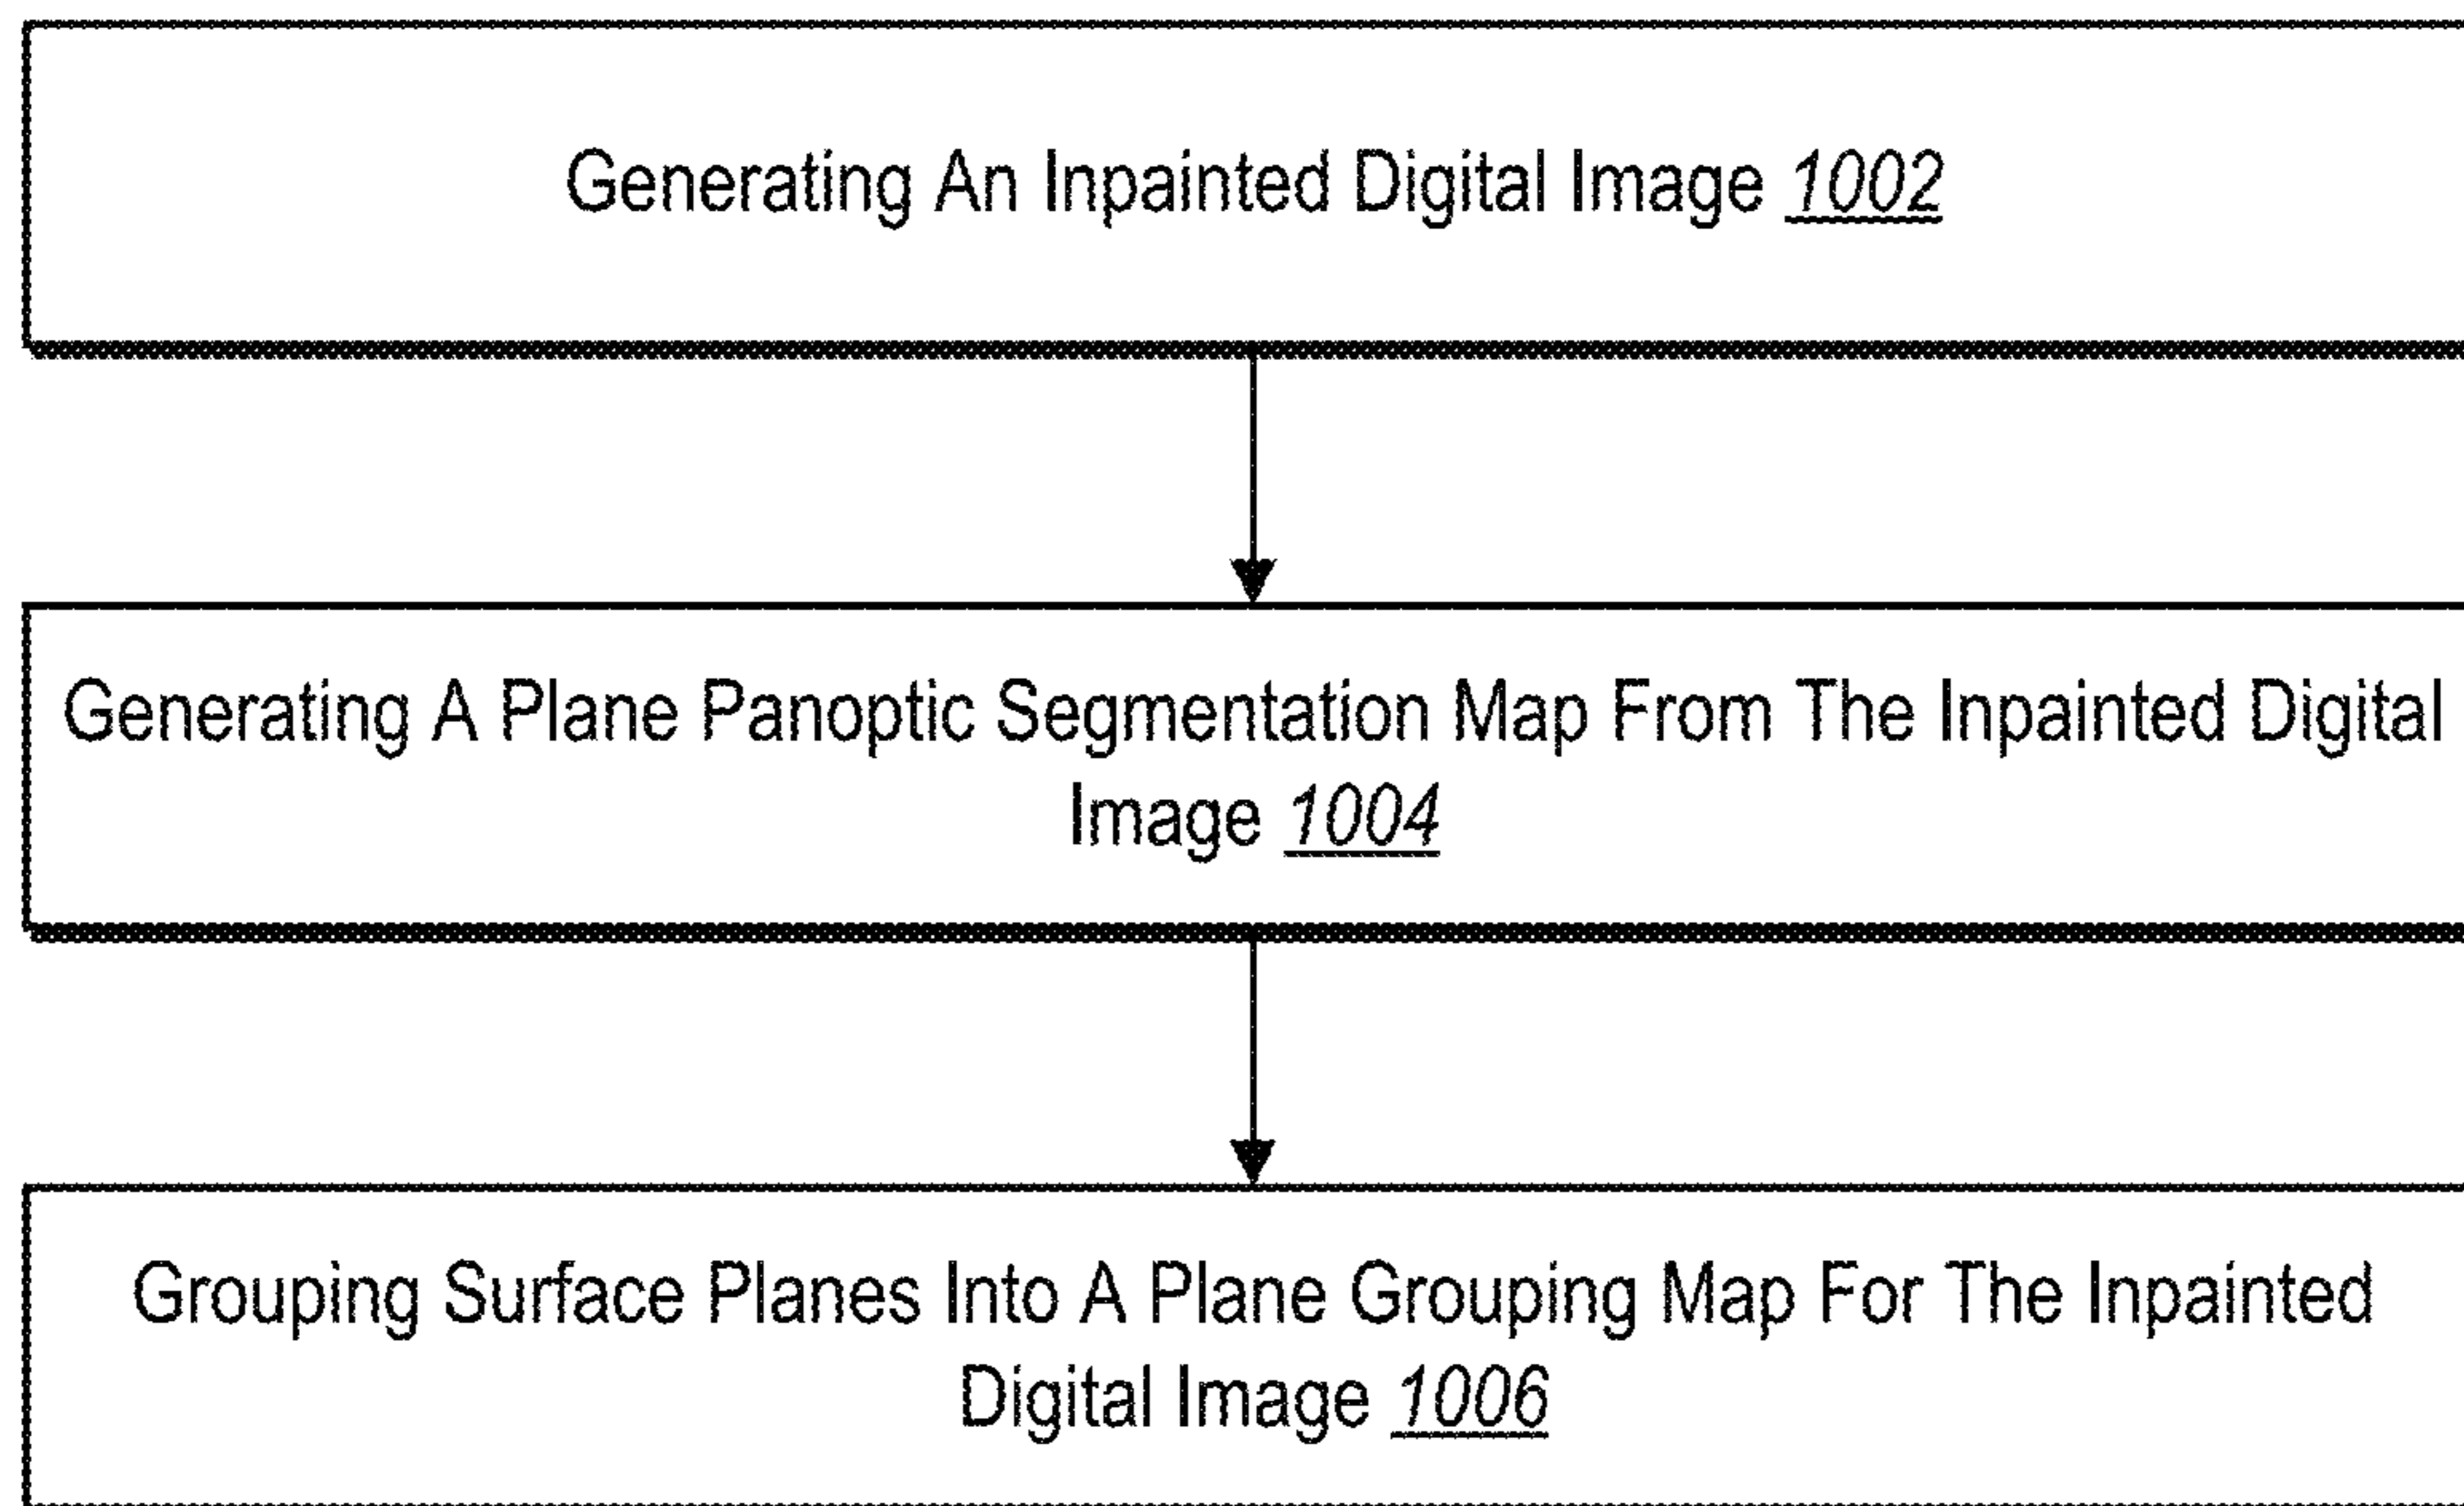 Generating An Inpainted Digital Image 1002
Generating A Plane Panoptic Segmentation Map From The Inpainted Digital
Image 1004
Grouping Surface Planes Into A Plane Grouping Map For The Inpainted
Digital Image 1006